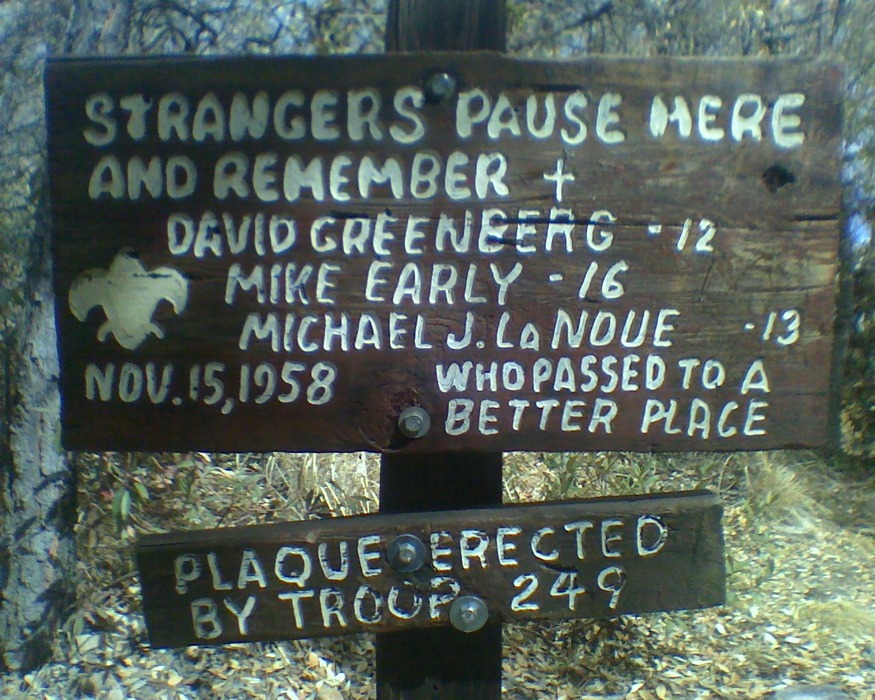 STRANGERS PAUSE HERE
AND REMEMBER +
DAVID GREENBERG - 12
MIKE EARLY - 16
MICHAEL J. LaNOUE - 13
NOV. 15, 1958 WHO PASSED TO A
BETTER PLACE
PLAQUE ERECTED
BY TROOP 249